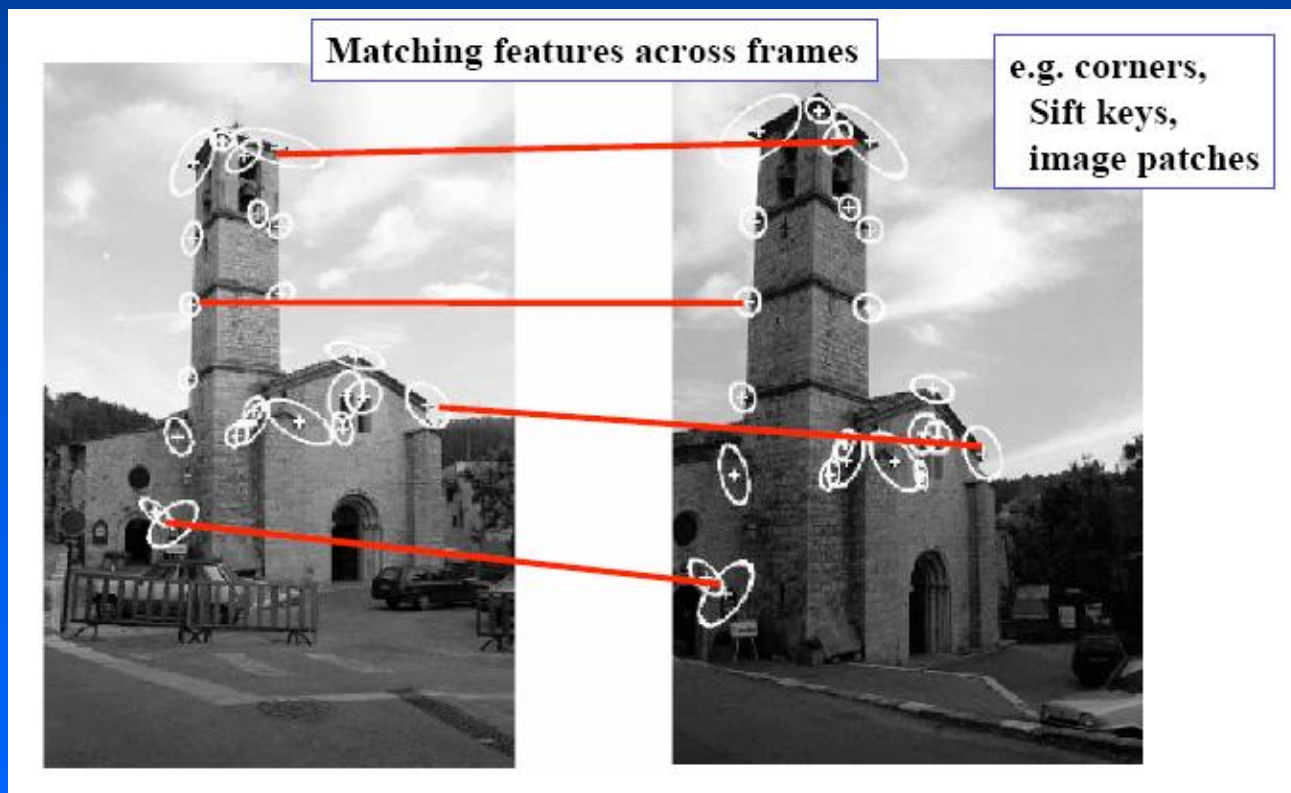 Matching features across frames
e.g. corners,
Sift keys,
image patches